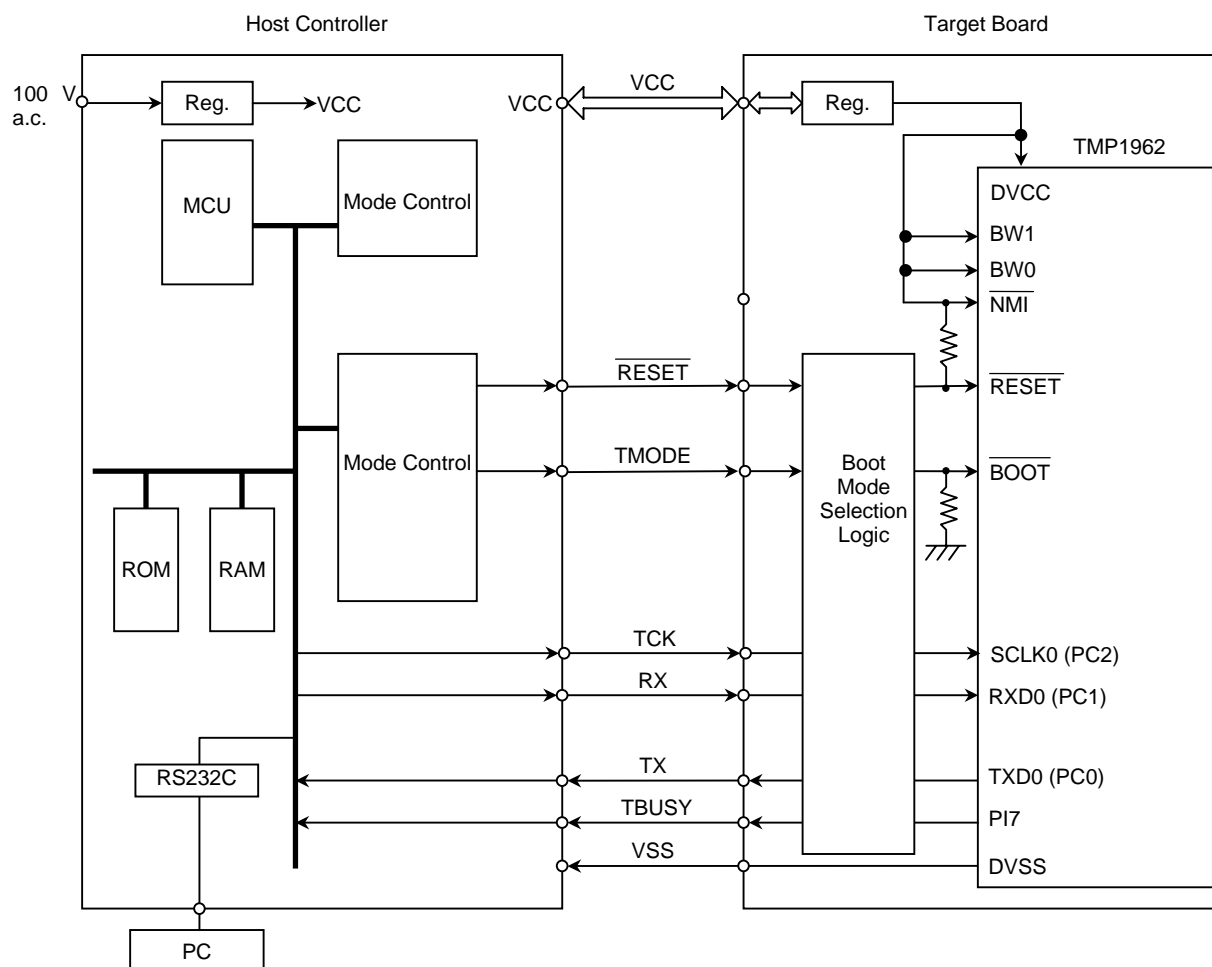 Host Controller
Target Board
100 V
a.c.
Reg.
VCC
VCC
VCC
Reg.
TMP1962
MCU
Mode Control
DVCC
BW1
BW0
NMI
RESET
RESET
Mode Control
TMODE
Boot
Mode
Selection
Logic
BOOT
ROM
RAM
TCK
SCLK0 (PC2)
RX
RXD0 (PC1)
RS232C
TX
TXD0 (PC0)
TBUSY
PI7
VSS
DVSS
PC